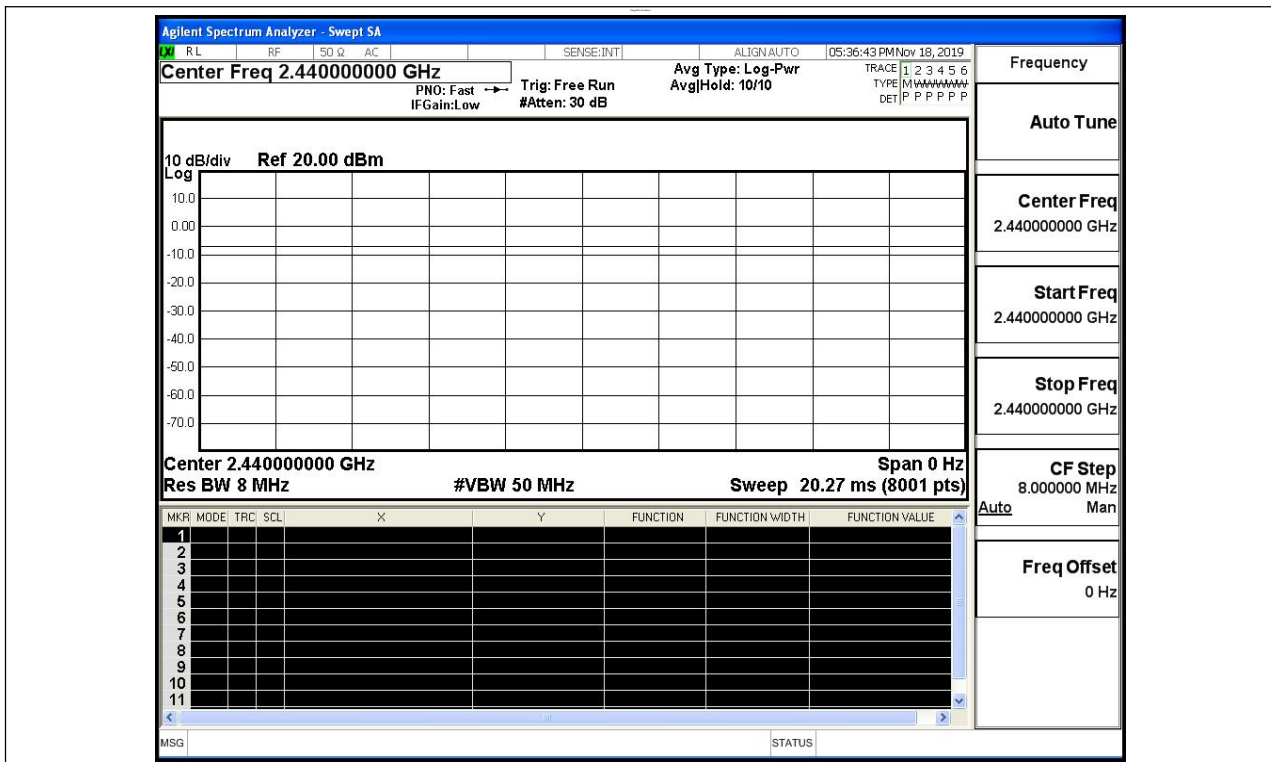 Agilent Spectrum Analyzer - Swept SA
LXI RL RF 50 Ω AC SENSE:INT ALIGNAUTO 05:36:43 PMNov 18, 2019
Center Freq 2.440000000 GHz
PNO: Fast
IFGain:Low
Trig: Free Run
#Atten: 30 dB
Avg Type: Log-Pwr
Avg|Hold: 10/10
TRACE 1 2 3 4 5 6
TYPE MWWWWW
DET P P P P P P
10 dB/div Ref 20.00 dBm
Log
10.0
0.00
-10.0
-20.0
-30.0
-40.0
-50.0
-60.0
-70.0
Center 2.440000000 GHz Span 0 Hz
Res BW 8 MHz #VBW 50 MHz Sweep 20.27 ms (8001 pts)
MKR MODE TRC SCL X Y FUNCTION FUNCTION WIDTH FUNCTION VALUE
1
2
3
4
5
6
7
8
9
10
11
MSG STATUS
Frequency
Auto Tune
Center Freq
2.440000000 GHz
Start Freq
2.440000000 GHz
Stop Freq
2.440000000 GHz
CF Step
8.000000 MHz
Auto Man
Freq Offset
0 Hz